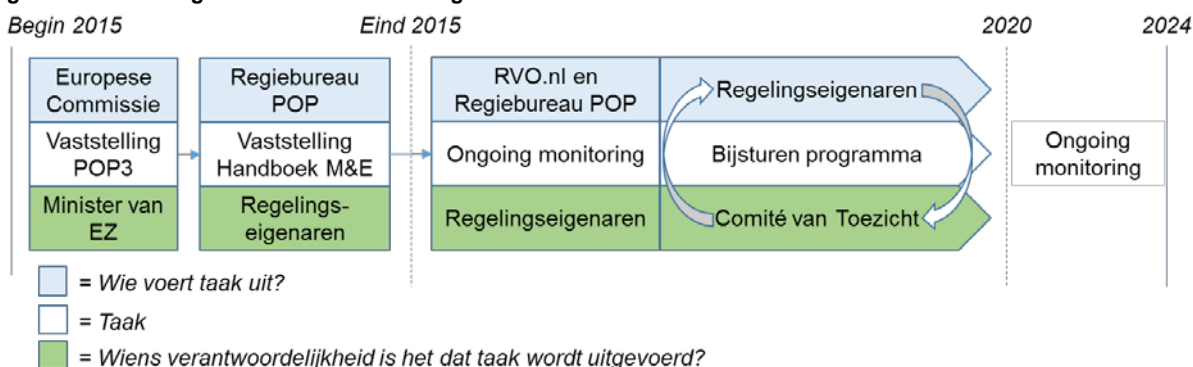 Begin 2015
Eind 2015
2020
2024
Europese
Commissie
Vaststelling
POP3
Minister van
EZ
Regiebureau
POP
Vaststelling
Handboek M&E
Regelings-
eigenaren
RVO.nl en
Regiebureau POP
Ongoing monitoring
Regelingseigenaren
Regelingseigenaren
Bijsturen programma
Comité van Toezicht
Ongoing
monitoring
= Wie voert taak uit?
= Taak
= Wiens verantwoordelijkheid is het dat taak wordt uitgevoerd?